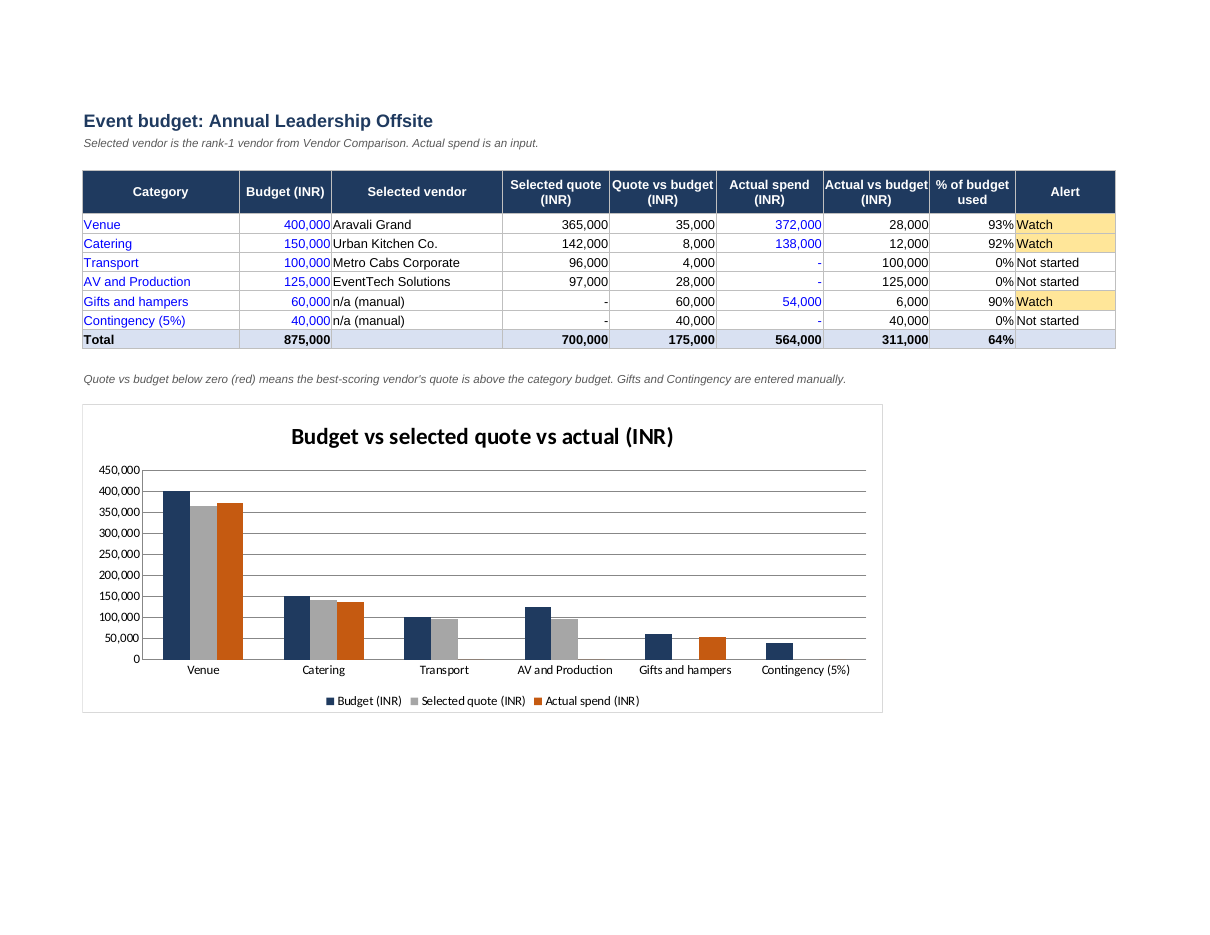 Event budget: Annual Leadership Offsite
Selected vendor is the rank-1 vendor from Vendor Comparison. Actual spend is an input.
Category Budget (INR) Selected vendor Selected quote (INR) Quote vs budget (INR) Actual spend (INR) Actual vs budget (INR) % of budget used Alert
Venue 400,000 Aravali Grand 365,000 35,000 372,000 28,000 93% Watch
Catering 150,000 Urban Kitchen Co. 142,000 8,000 138,000 12,000 92% Watch
Transport 100,000 Metro Cabs Corporate 96,000 4,000 - 100,000 0% Not started
AV and Production 125,000 EventTech Solutions 97,000 28,000 - 125,000 0% Not started
Gifts and hampers 60,000 n/a (manual) - 60,000 54,000 6,000 90% Watch
Contingency (5%) 40,000 n/a (manual) - 40,000 - 40,000 0% Not started
Total 875,000 700,000 175,000 564,000 311,000 64%
Quote vs budget below zero (red) means the best-scoring vendor's quote is above the category budget. Gifts and Contingency are entered manually.
Budget vs selected quote vs actual (INR)
450,000
400,000
350,000
300,000
250,000
200,000
150,000
100,000
50,000
0
Venue Catering Transport AV and Production Gifts and hampers Contingency (5%)
Budget (INR) Selected quote (INR) Actual spend (INR)